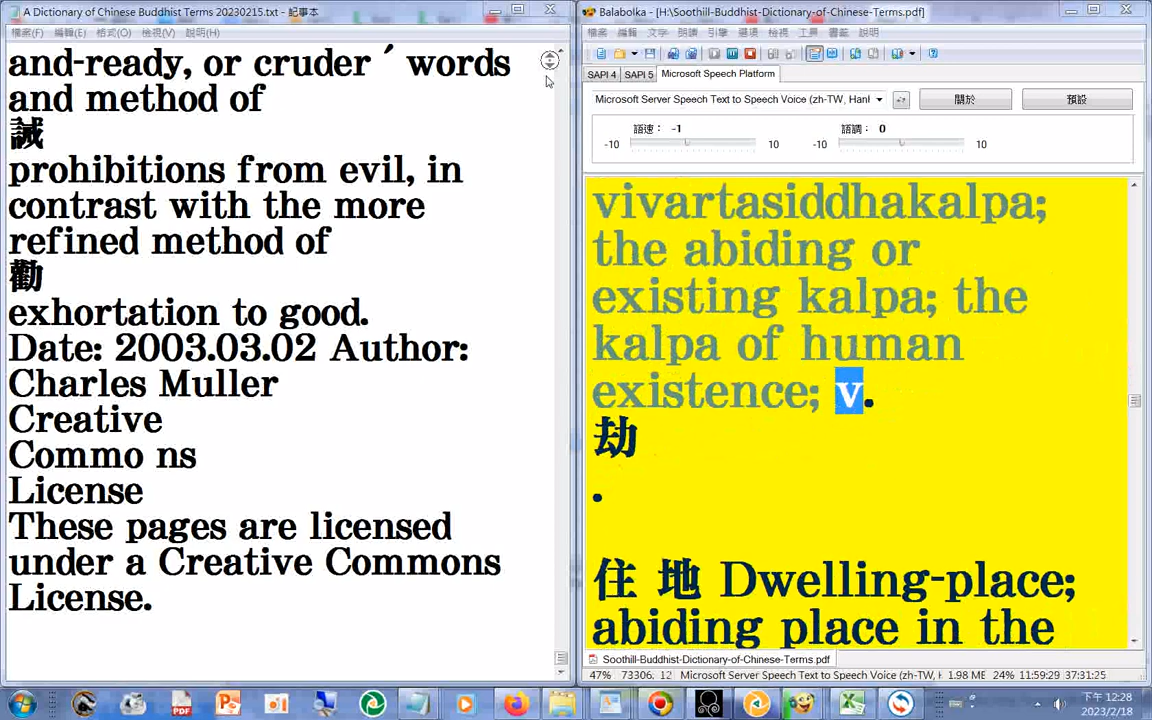 A Dictionary of Chinese Buddhist Terms 20230215.txt - 記事本
檔案(F) 編輯(E) 格式(O) 檢視(V) 說明(H)
and-ready, or cruder ˊ words
and method of
誡
prohibitions from evil, in
contrast with the more
refined method of
勸
exhortation to good.
Date: 2003.03.02 Author:
Charles Muller
Creative
Commo ns
License
These pages are licensed
under a Creative Commons
License.
Balabolka - [H:\Soothill-Buddhist-Dictionary-of-Chinese-Terms.pdf]
檔案 編輯 文字 朗讀 引擎 選項 檢視 工具 書籤 說明
SAPI 4 SAPI 5 Microsoft Speech Platform
Microsoft Server Speech Text to Speech Voice (zh-TW, Hanl
關於
預設
語速： -1
語調： 0
-10 10 -10 10
vivartasiddhakalpa;
the abiding or
existing kalpa; the
kalpa of human
existence; v.
劫
.
住 地 Dwelling-place;
abiding place in the
Soothill-Buddhist-Dictionary-of-Chinese-Terms.pdf
47% 73306, 12 Microsoft Server Speech Text to Speech Voice (zh-TW, H 1.98 MB 24% 11:59:29 37:31:25
PDF
下午 12:28
2023/2/18